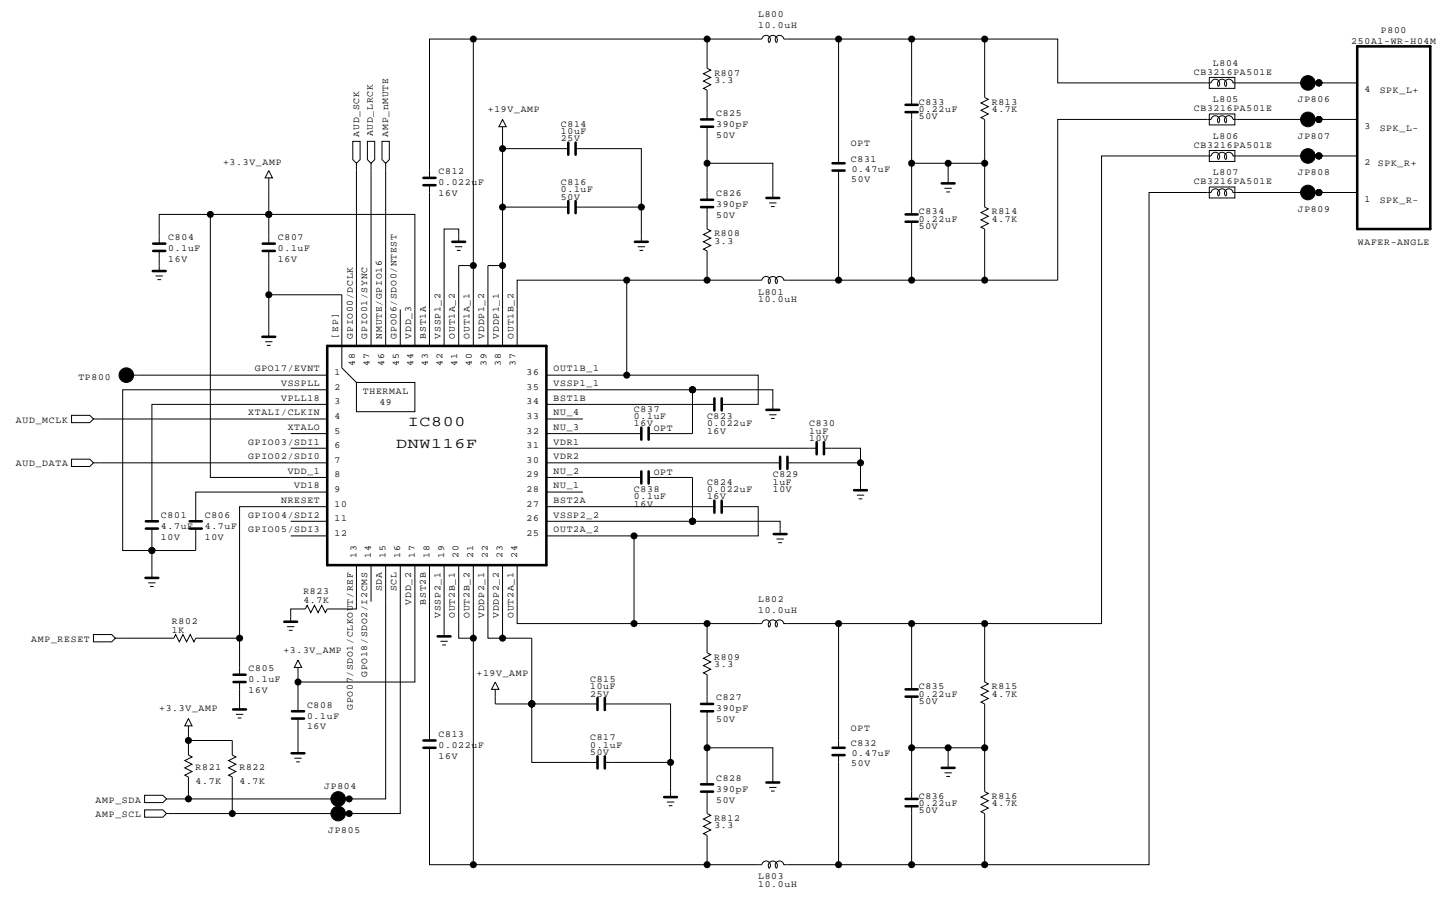 L800
10.0uH
P800
250A1-WR-H04M
L804
CB3216PA501E
JP806
L805
CB3216PA501E
JP807
L806
CB3216PA501E
JP808
L807
CB3216PA501E
JP809
4 SPK_L+
3 SPK_L-
2 SPK_R+
1 SPK_R-
WAFER-ANGLE
AUD_SCK
AUD_LRCK
AMP_nMUTE
+3.3V_AMP
+19V_AMP
C814
10uF
25V
C816
0.1uF
50V
C812
0.022uF
16V
R807
3.3
C825
390pF
50V
C826
390pF
50V
R808
3.3
OPT
C831
0.47uF
50V
C833
0.22uF
50V
C834
0.22uF
50V
R813
4.7K
R814
4.7K
L801
10.0uH
C804
0.1uF
16V
C807
0.1uF
16V
[EP]
GPIO00/DCLK
GPIO01/SYNC
NMUTE/GPIO16
GPO06/SDO0/NTEST
VDD_3
BST1A
VSSP1_2
OUT1A_2
OUT1A_1
VDDP1_2
VDDP1_1
OUT1B_2
48
47
46
45
44
43
42
41
40
39
38
37
THERMAL
49
IC800
DNW116F
TP800
AUD_MCLK
AUD_DATA
GPO17/EVNT 1
VSSPLL 2
VPLL18 3
XTALI/CLKIN 4
XTALO 5
GPIO03/SDI1 6
GPIO02/SDI0 7
VDD_1 8
VD18 9
NRESET 10
GPIO04/SDI2 11
GPIO05/SDI3 12
36 OUT1B_1
35 VSSP1_1
34 BST1B
33 NU_4
32 NU_3
31 VDR1
30 VDR2
29 NU_2
28 NU_1
27 BST2A
26 VSSP2_2
25 OUT2A_2
C837
0.1uF
16V
OPT
C823
0.022uF
16V
C830
1uF
10V
C829
1uF
10V
OPT
C838
0.1uF
16V
C824
0.022uF
16V
C801
4.7uF
10V
C806
4.7uF
10V
13
14
15
16
17
18
19
20
21
22
23
24
GPO07/SDO1/CLKOUT/REF
GPO18/SDO2/I2CMS
SDA
SCL
VDD_2
BST2B
VSSP2_1
OUT2B_1
OUT2B_2
VDDP2_1
VDDP2_2
OUT2A_1
R823
4.7K
AMP_RESET
R802
1K
C805
0.1uF
16V
+3.3V_AMP
C808
0.1uF
16V
+3.3V_AMP
R821
4.7K
R822
4.7K
AMP_SDA
AMP_SCL
JP804
JP805
C813
0.022uF
16V
+19V_AMP
C815
10uF
25V
C817
0.1uF
50V
L802
10.0uH
R809
3.3
C827
390pF
50V
C828
390pF
50V
R812
3.3
OPT
C832
0.47uF
50V
C835
0.22uF
50V
C836
0.22uF
50V
R815
4.7K
R816
4.7K
L803
10.0uH